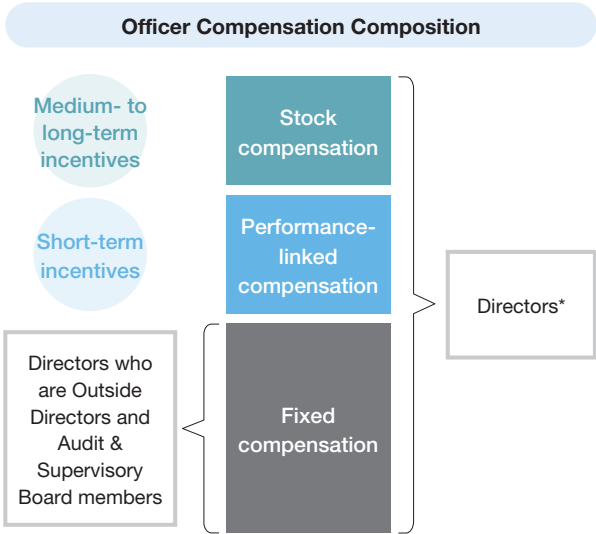 Officer Compensation Composition
Medium- to
long-term
incentives
Stock
compensation
Short-term
incentives
Performance-
linked
compensation
Directors*
Directors who
are Outside
Directors and
Audit &
Supervisory
Board members
Fixed
compensation